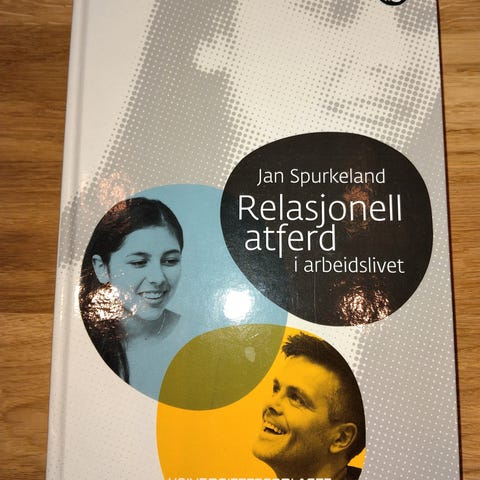 Jan Spurkeland
Relasjonell
atferd
i arbeidslivet